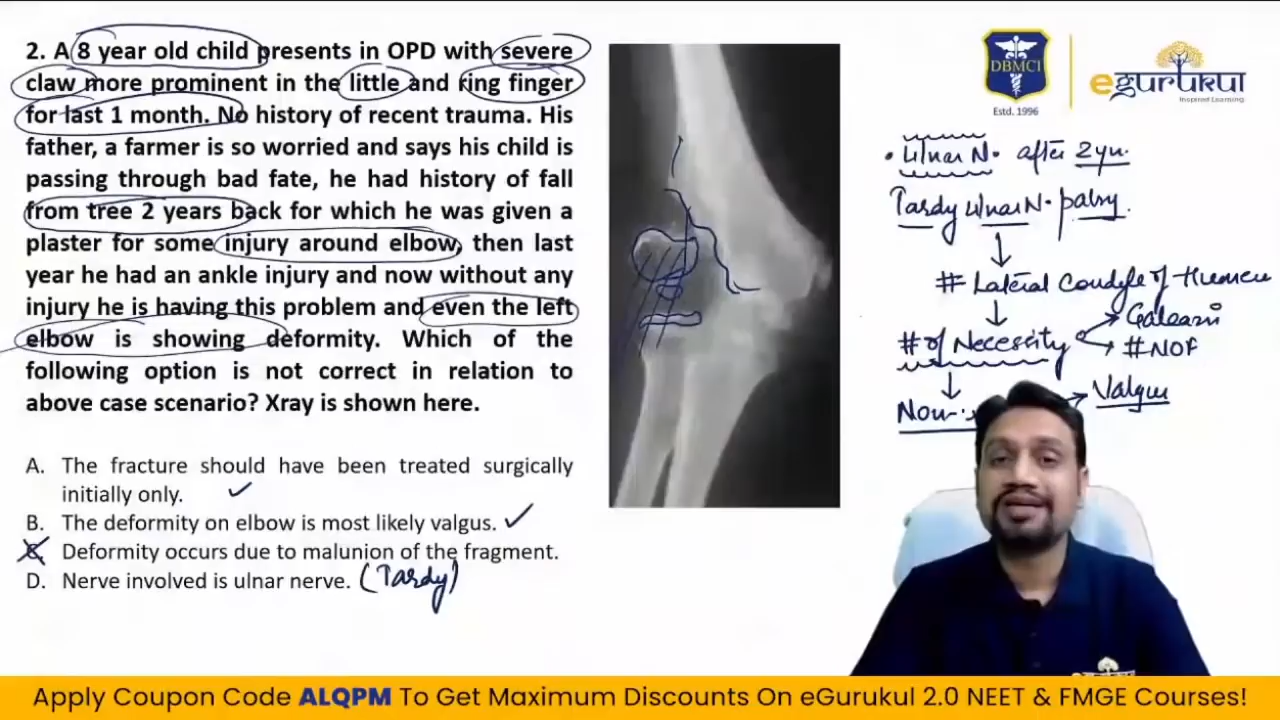 2. A 8 year old child presents in OPD with severe
claw more prominent in the little and ring finger
for last 1 month. No history of recent trauma. His
father, a farmer is so worried and says his child is
passing through bad fate, he had history of fall
from tree 2 years back for which he was given a
plaster for some injury around elbow, then last
year he had an ankle injury and now without any
injury he is having this problem and even the left
elbow is showing deformity. Which of the
following option is not correct in relation to
above case scenario? Xray is shown here.
A. The fracture should have been treated surgically
initially only.
B. The deformity on elbow is most likely valgus.
C. Deformity occurs due to malunion of the fragment.
D. Nerve involved is ulnar nerve. (Tardy)
DBMCI
Estd. 1996
eGurukul
Inspired Learning
• Ulnar N. after 2yr.
Tardy ulnar N. palsy.
# Lateral Condyle of Humeru
# of Necessity
Galeazzi
# NOF
Non-
Valgus
Apply Coupon Code ALQPM To Get Maximum Discounts On eGurukul 2.0 NEET & FMGE Courses!